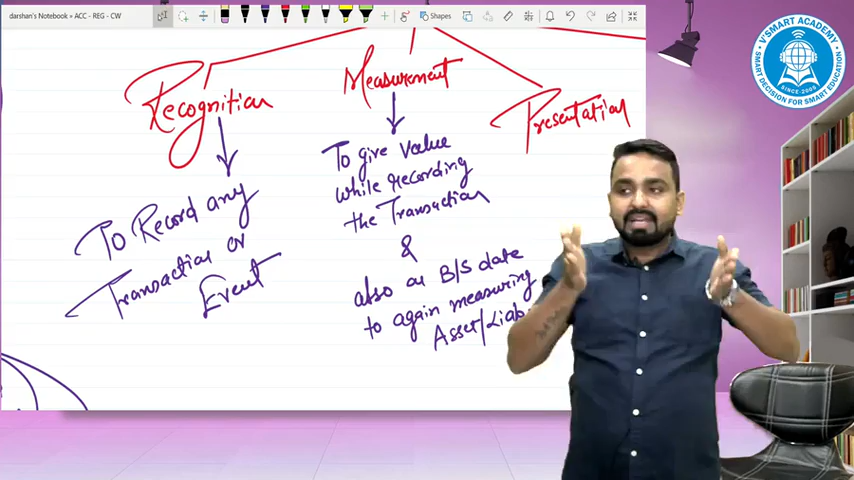 darshan's Notebook » ACC - REG - CW
Shapes
V'SMART ACADEMY
SINCE-2005
SMART DECISION FOR SMART EDUCATION
Recognition
Measurement
Presentation
To Record any
Transaction or
Event
To give Value
while recording
the Transaction
&
also on B/S date
to again measuring
Asset/Liab